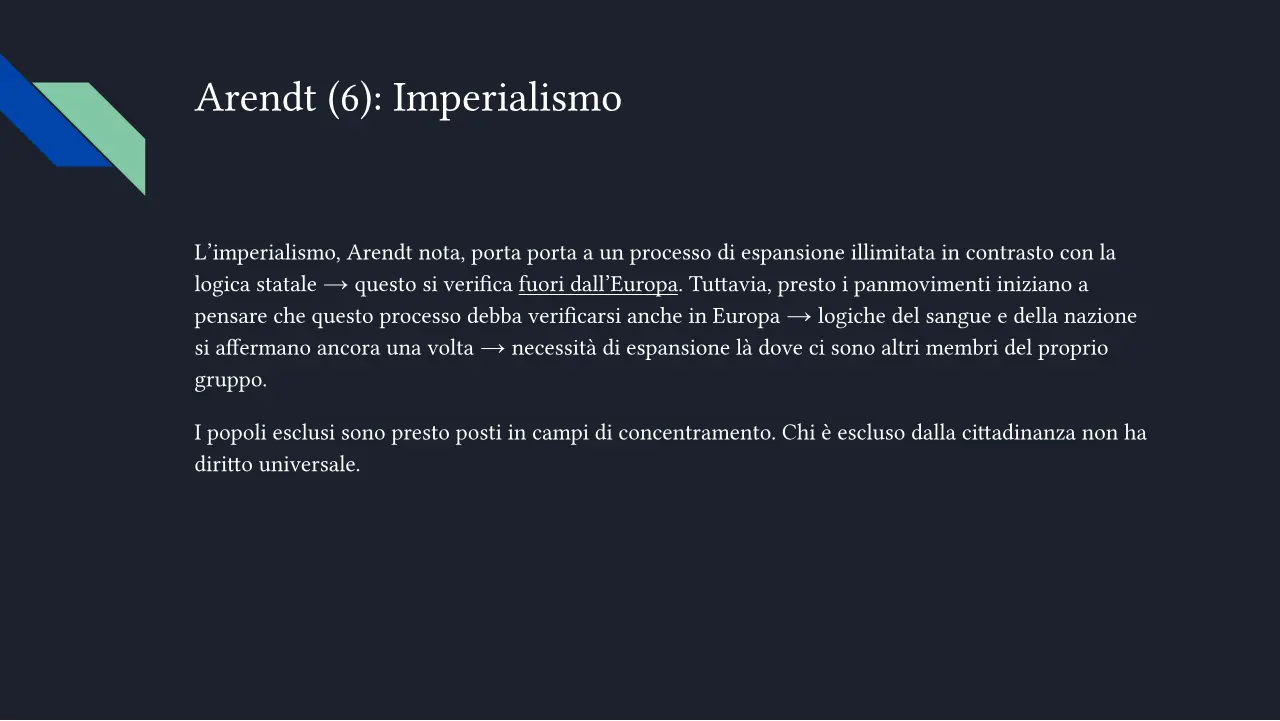 Arendt (6): Imperialismo
L’imperialismo, Arendt nota, porta porta a un processo di espansione illimitata in contrasto con la
logica statale → questo si verifica fuori dall’Europa. Tuttavia, presto i panmovimenti iniziano a
pensare che questo processo debba verificarsi anche in Europa → logiche del sangue e della nazione
si affermano ancora una volta → necessità di espansione là dove ci sono altri membri del proprio
gruppo.
I popoli esclusi sono presto posti in campi di concentramento. Chi è escluso dalla cittadinanza non ha
diritto universale.